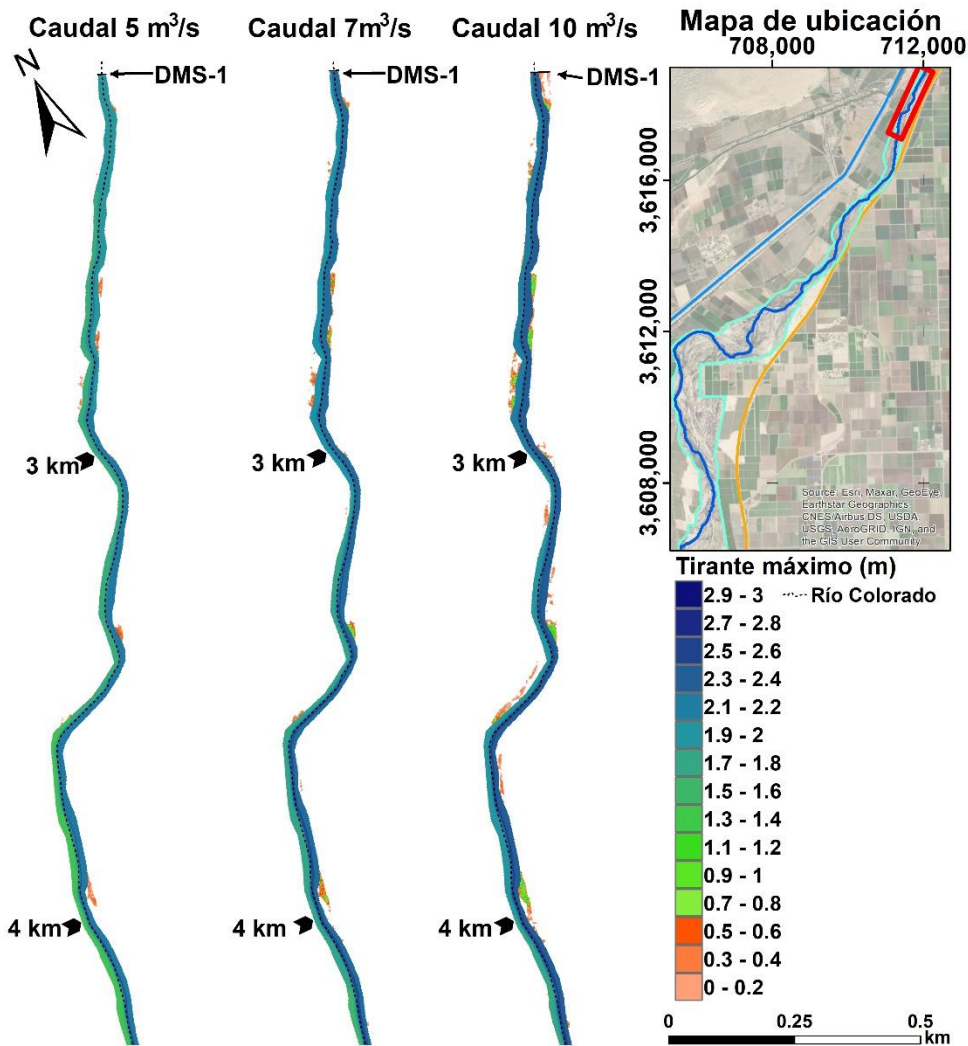 Caudal 5 m³/s
Caudal 7m³/s
Caudal 10 m³/s
Mapa de ubicación
708,000
712,000
N
DMS-1
DMS-1
DMS-1
3,616,000
3,612,000
3,608,000
3 km
3 km
3 km
Source: Esri, Maxar, GeoEye,
Earthstar Geographics,
CNES/Airbus DS, USDA,
USGS, AeroGRID, IGN, and
the GIS User Community
Tirante máximo (m)
2.9 - 3
Río Colorado
2.7 - 2.8
2.5 - 2.6
2.3 - 2.4
2.1 - 2.2
1.9 - 2
1.7 - 1.8
1.5 - 1.6
1.3 - 1.4
1.1 - 1.2
0.9 - 1
0.7 - 0.8
0.5 - 0.6
0.3 - 0.4
0 - 0.2
4 km
4 km
4 km
0
0.25
0.5
km